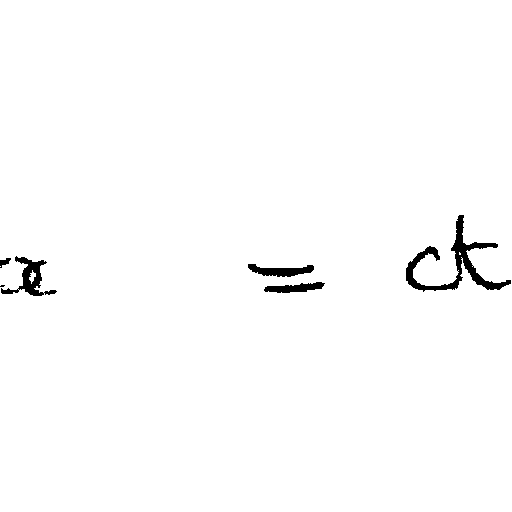 x = ct